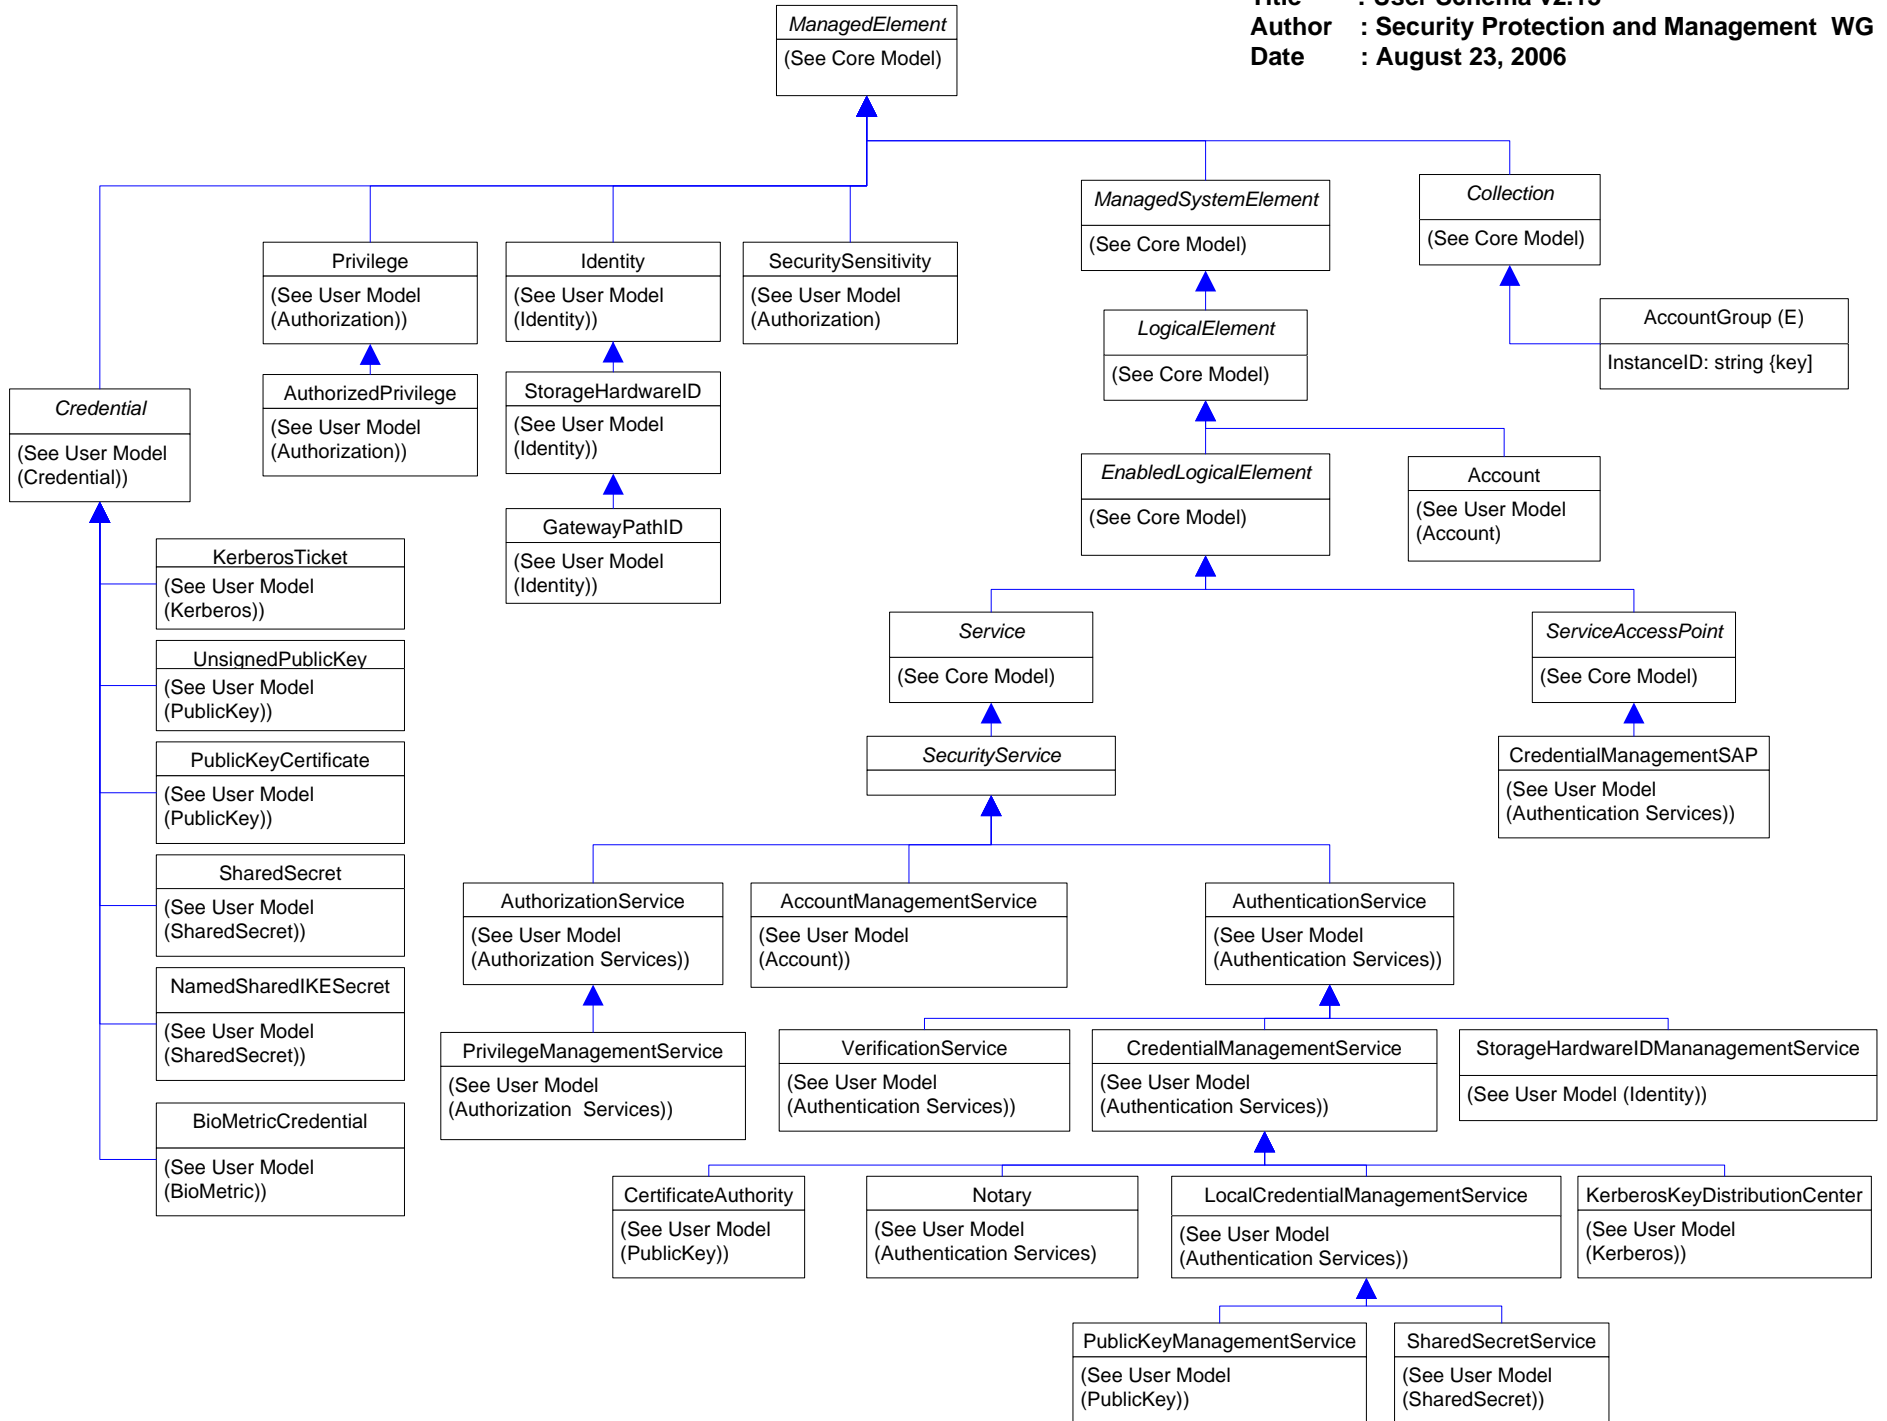 Title : User Schema v2.13
Author : Security Protection and Management WG
Date : August 23, 2006
ManagedElement
(See Core Model)
ManagedSystemElement
(See Core Model)
Collection
(See Core Model)
Privilege
(See User Model
(Authorization))
Identity
(See User Model
(Identity))
SecuritySensitivity
(See User Model
(Authorization)
LogicalElement
(See Core Model)
AccountGroup (E)
InstanceID: string {key]
Credential
(See User Model
(Credential))
AuthorizedPrivilege
(See User Model
(Authorization))
StorageHardwareID
(See User Model
(Identity))
EnabledLogicalElement
(See Core Model)
Account
(See User Model
(Account)
GatewayPathID
(See User Model
(Identity))
KerberosTicket
(See User Model
(Kerberos))
UnsignedPublicKey
(See User Model
(PublicKey))
PublicKeyCertificate
(See User Model
(PublicKey))
SharedSecret
(See User Model
(SharedSecret))
NamedSharedIKESecret
(See User Model
(SharedSecret))
BioMetricCredential
(See User Model
(BioMetric))
Service
(See Core Model)
ServiceAccessPoint
(See Core Model)
SecurityService
CredentialManagementSAP
(See User Model
(Authentication Services))
AuthorizationService
(See User Model
(Authorization Services))
AccountManagementService
(See User Model
(Account))
AuthenticationService
(See User Model
(Authentication Services))
PrivilegeManagementService
(See User Model
(Authorization Services))
VerificationService
(See User Model
(Authentication Services))
CredentialManagementService
(See User Model
(Authentication Services))
StorageHardwareIDMananagementService
(See User Model (Identity))
CertificateAuthority
(See User Model
(PublicKey))
Notary
(See User Model
(Authentication Services)
LocalCredentialManagementService
(See User Model
(Authentication Services))
KerberosKeyDistributionCenter
(See User Model
(Kerberos))
PublicKeyManagementService
(See User Model
(PublicKey))
SharedSecretService
(See User Model
(SharedSecret))